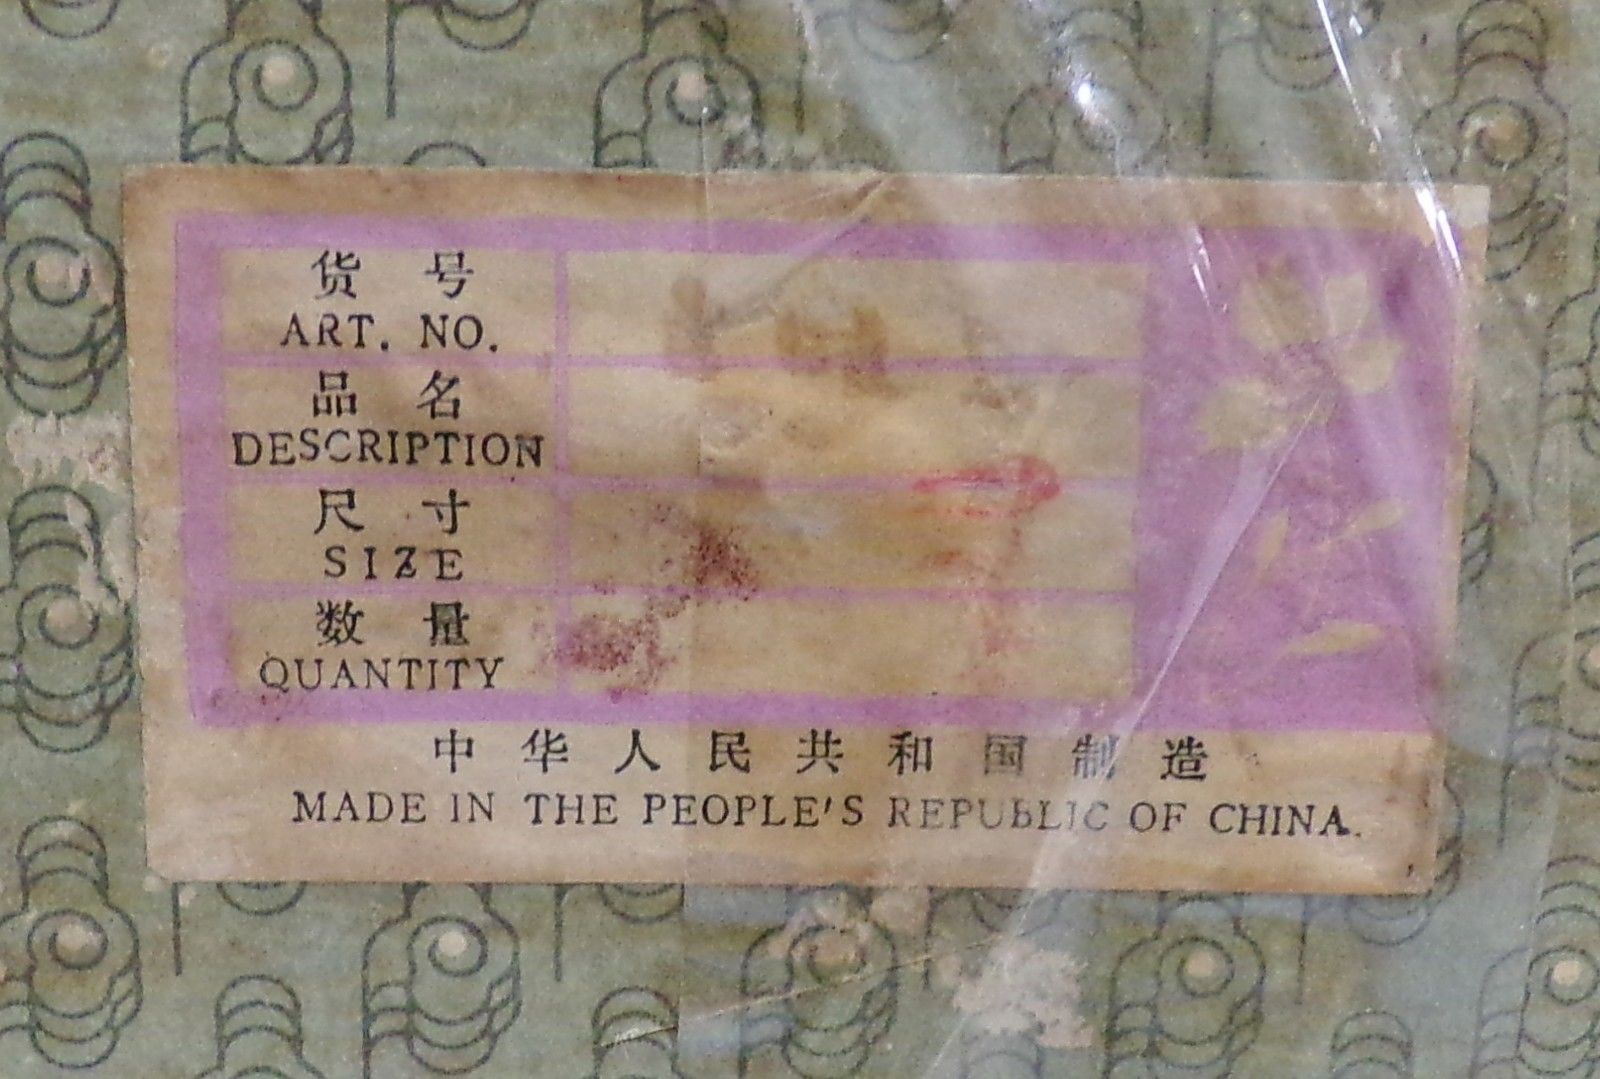 货 号
ART. NO.
品 名
DESCRIPTION
尺 寸
SIZE
数 量
QUANTITY
中 华 人 民 共 和 国 制 造
MADE IN THE PEOPLE'S REPUBLIC OF CHINA.